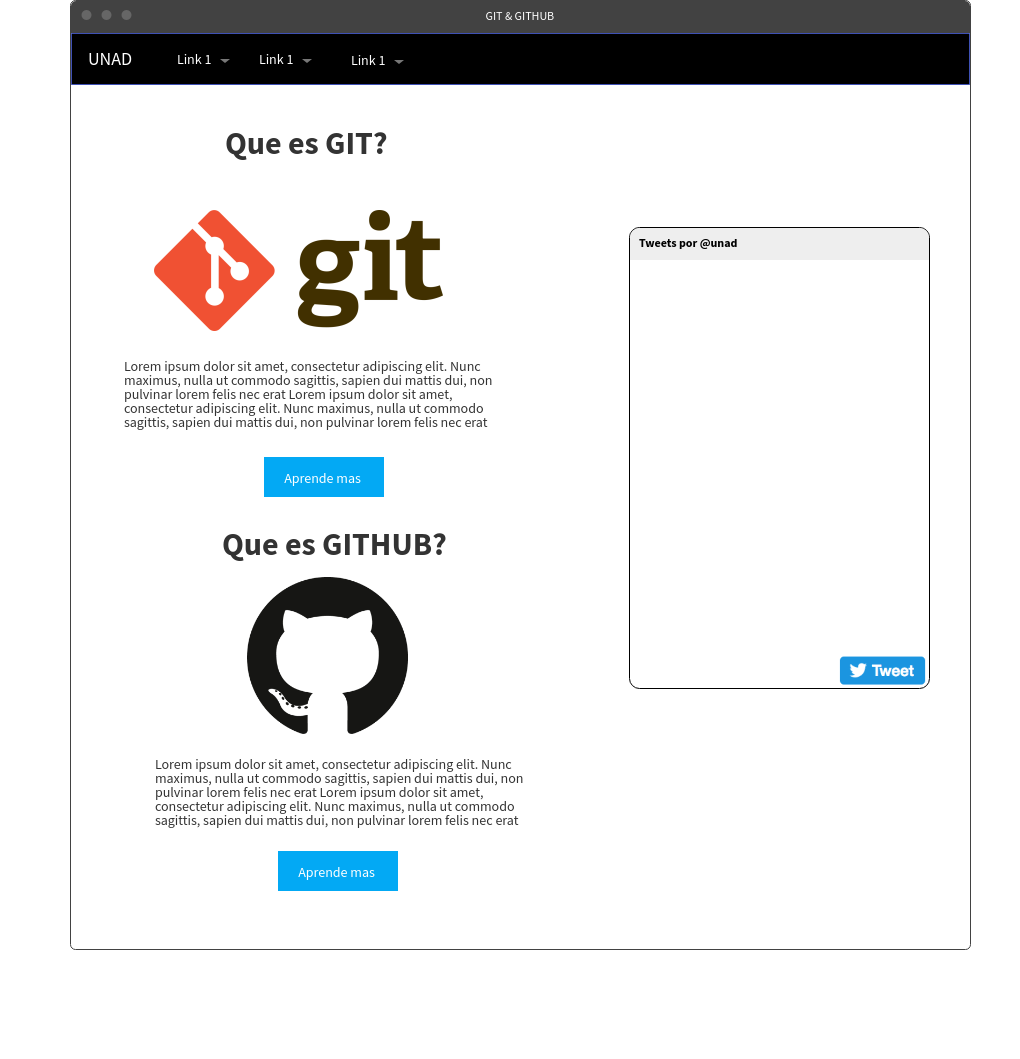 GIT & GITHUB
UNAD
Link 1
Link 1
Link 1
Que es GIT?
git
Lorem ipsum dolor sit amet, consectetur adipiscing elit. Nunc
maximus, nulla ut commodo sagittis, sapien dui mattis dui, non
pulvinar lorem felis nec erat Lorem ipsum dolor sit amet,
consectetur adipiscing elit. Nunc maximus, nulla ut commodo
sagittis, sapien dui mattis dui, non pulvinar lorem felis nec erat
Aprende mas
Que es GITHUB?
Lorem ipsum dolor sit amet, consectetur adipiscing elit. Nunc
maximus, nulla ut commodo sagittis, sapien dui mattis dui, non
pulvinar lorem felis nec erat Lorem ipsum dolor sit amet,
consectetur adipiscing elit. Nunc maximus, nulla ut commodo
sagittis, sapien dui mattis dui, non pulvinar lorem felis nec erat
Aprende mas
Tweets por @unad
Tweet